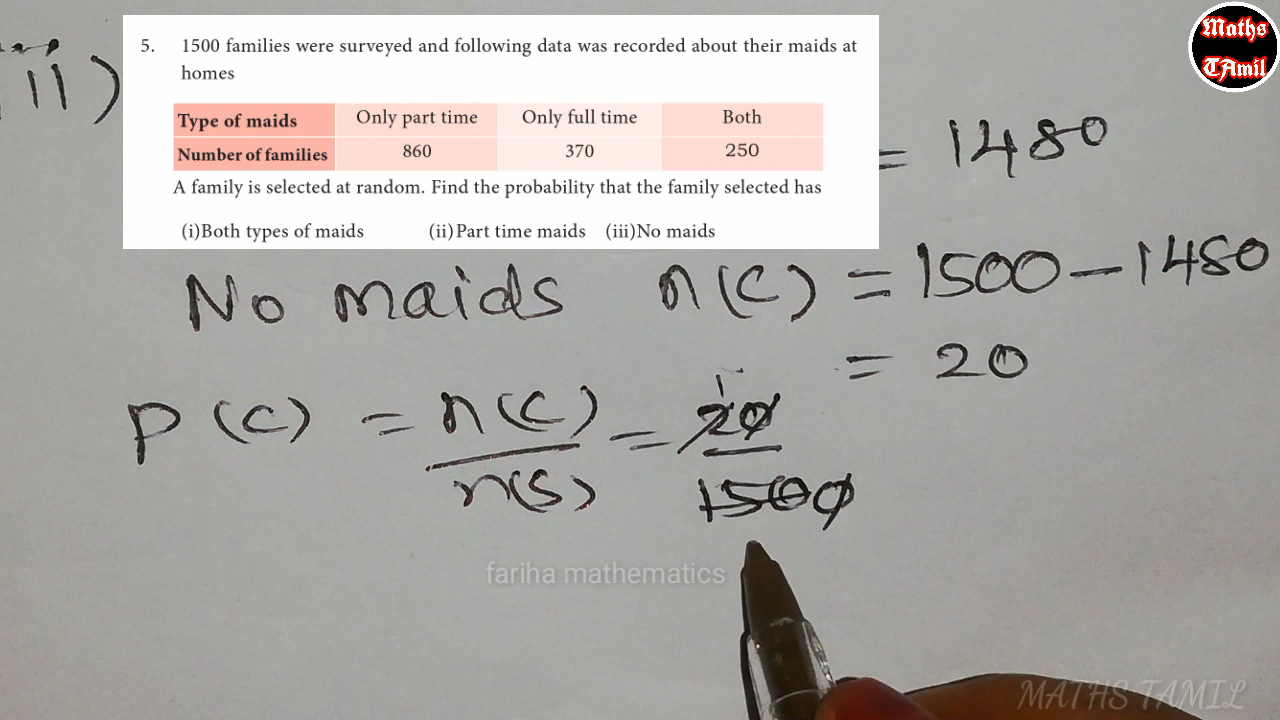 Maths
TAmil
ii)
5. 1500 families were surveyed and following data was recorded about their maids at
homes
Type of maids Only part time Only full time Both
Number of families 860 370 250
A family is selected at random. Find the probability that the family selected has
(i)Both types of maids (ii)Part time maids (iii)No maids
= 1480
No maids n(C) = 1500 - 1480
= 20
P(C) = n(C) / n(S) = 20 / 1500
1
fariha mathematics
MATHS TAMIL